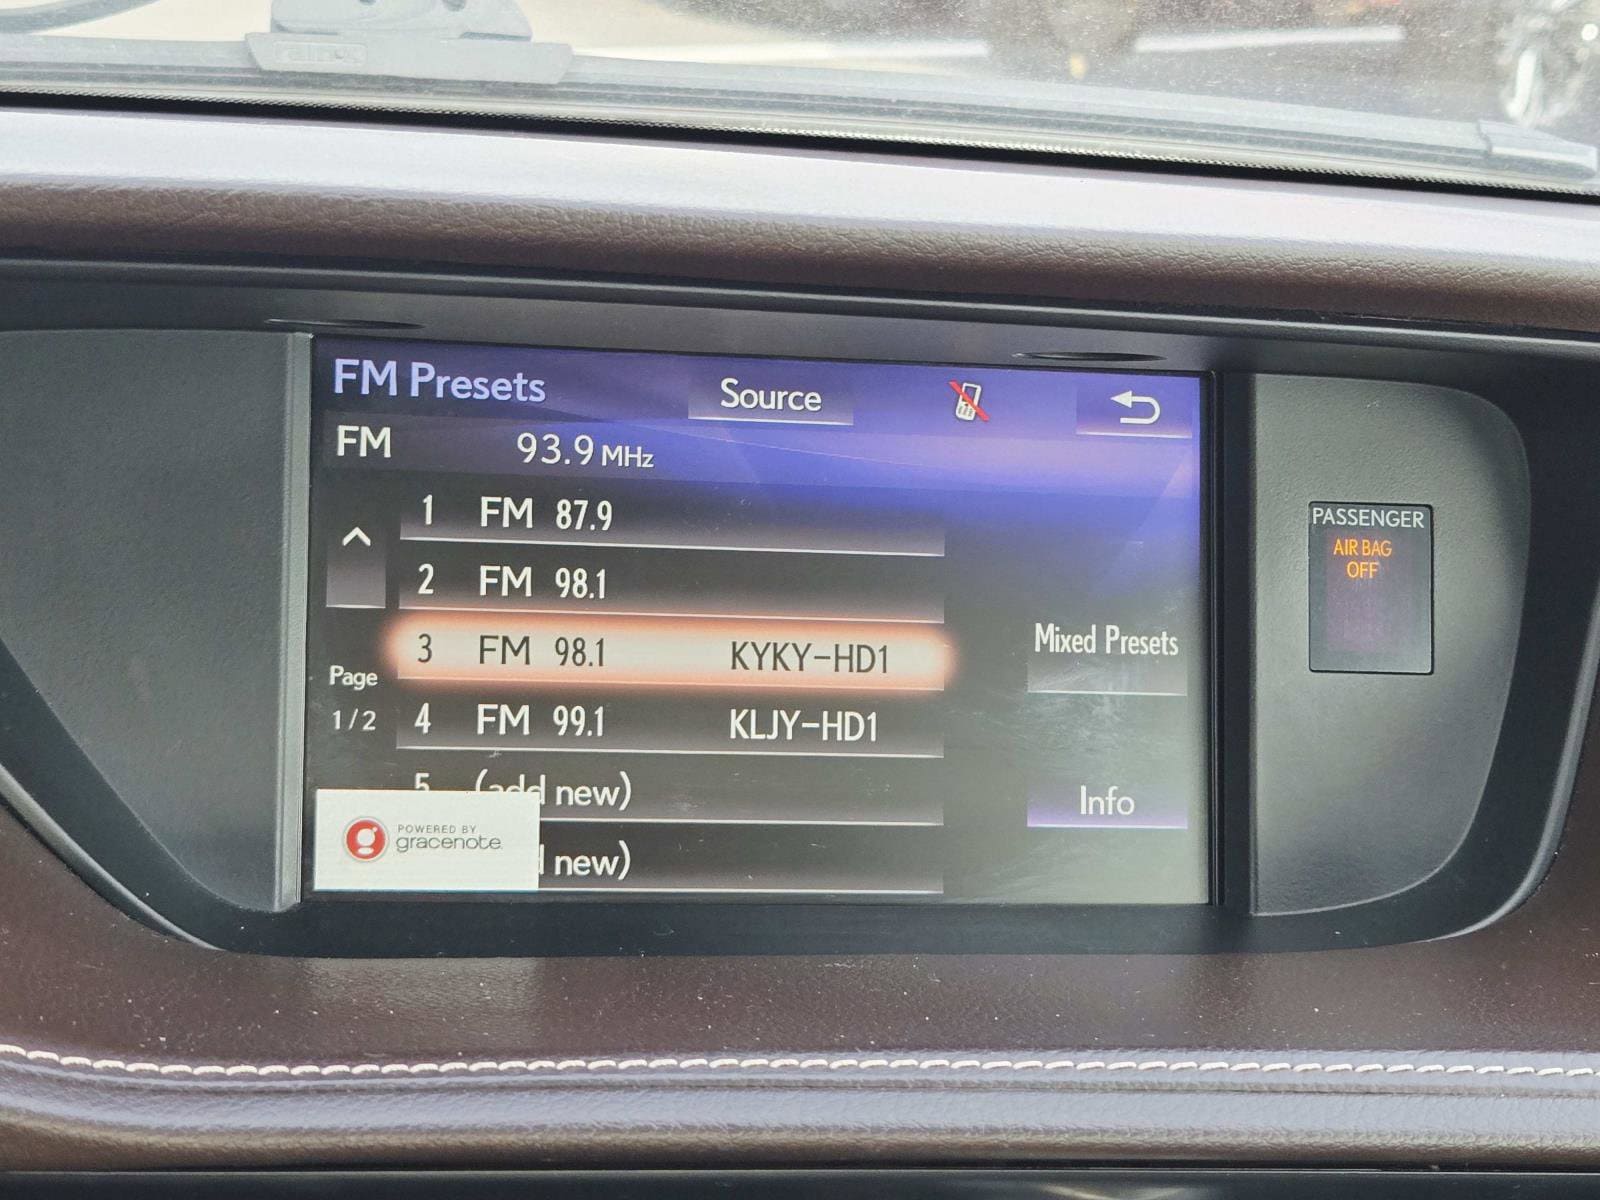 FM Presets Source
FM 93.9 MHz
1 FM 87.9
2 FM 98.1
3 FM 98.1 KYKY-HD1
4 FM 99.1 KLJY-HD1
5 (add new)
new)
Page
1/2
Mixed Presets
Info
POWERED BY
gracenote.
PASSENGER
AIR BAG
OFF